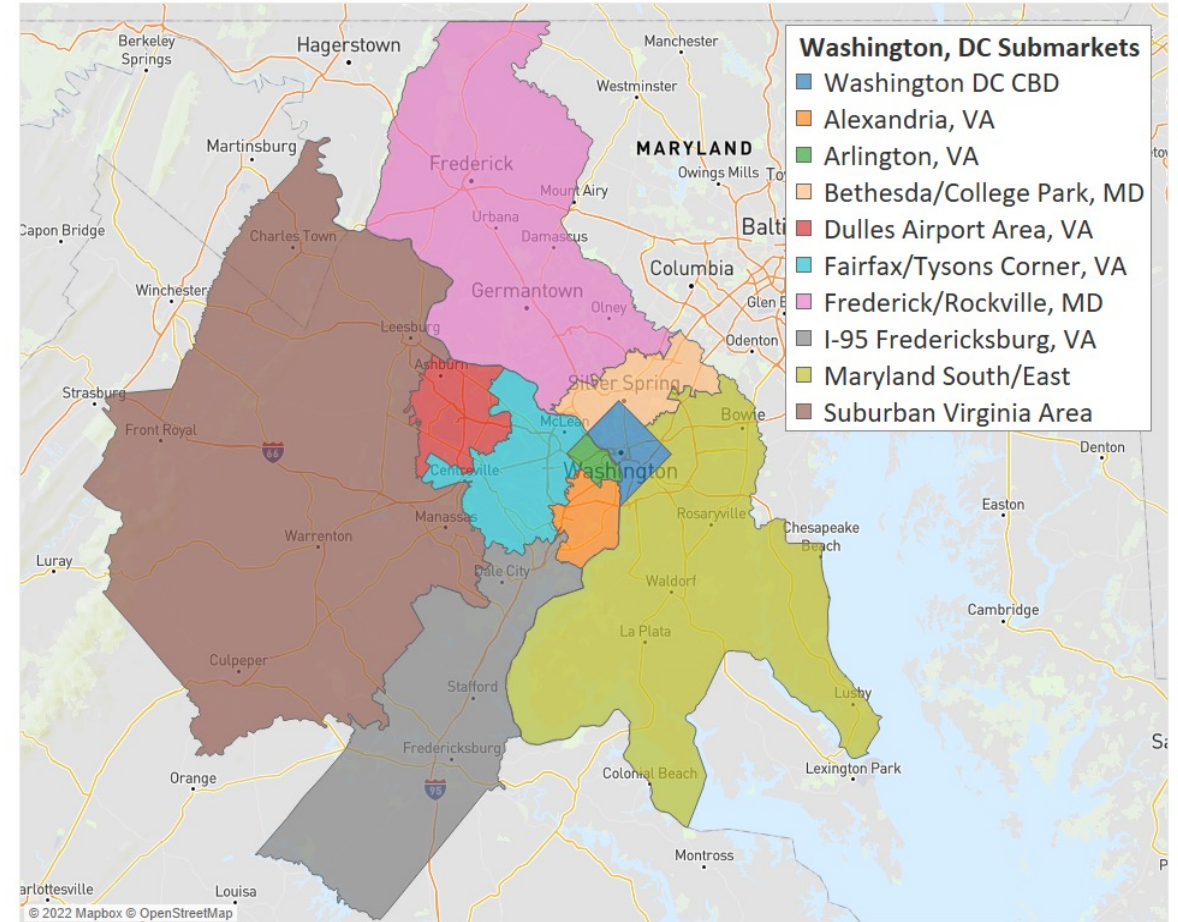 Berkeley
Springs
Hagerstown
Manchester
Westminster
Martinsburg
MARYLAND
Owings Mills
Frederick
Mount Airy
Capon Bridge
Charles Town
Urbana
Damascus
Balti
Columbia
Winchester
Germantown
Olney
Glen B
Leesburg
Odenton
Ashburn
Strasburg
Silver Spring
Bowie
Front Royal
McLean
66
Centreville
Washington
Denton
Easton
Manassas
Rosaryville
Chesapeake
Beach
Warrenton
Luray
Dale City
Waldorf
Cambridge
La Plata
Culpeper
Stafford
Lusby
Fredericksburg
Orange
95
Colonial Beach
Lexington Park
Montross
arlottesville
Louisa
© 2022 Mapbox © OpenStreetMap
Washington, DC Submarkets
Washington DC CBD
Alexandria, VA
Arlington, VA
Bethesda/College Park, MD
Dulles Airport Area, VA
Fairfax/Tysons Corner, VA
Frederick/Rockville, MD
I-95 Fredericksburg, VA
Maryland South/East
Suburban Virginia Area